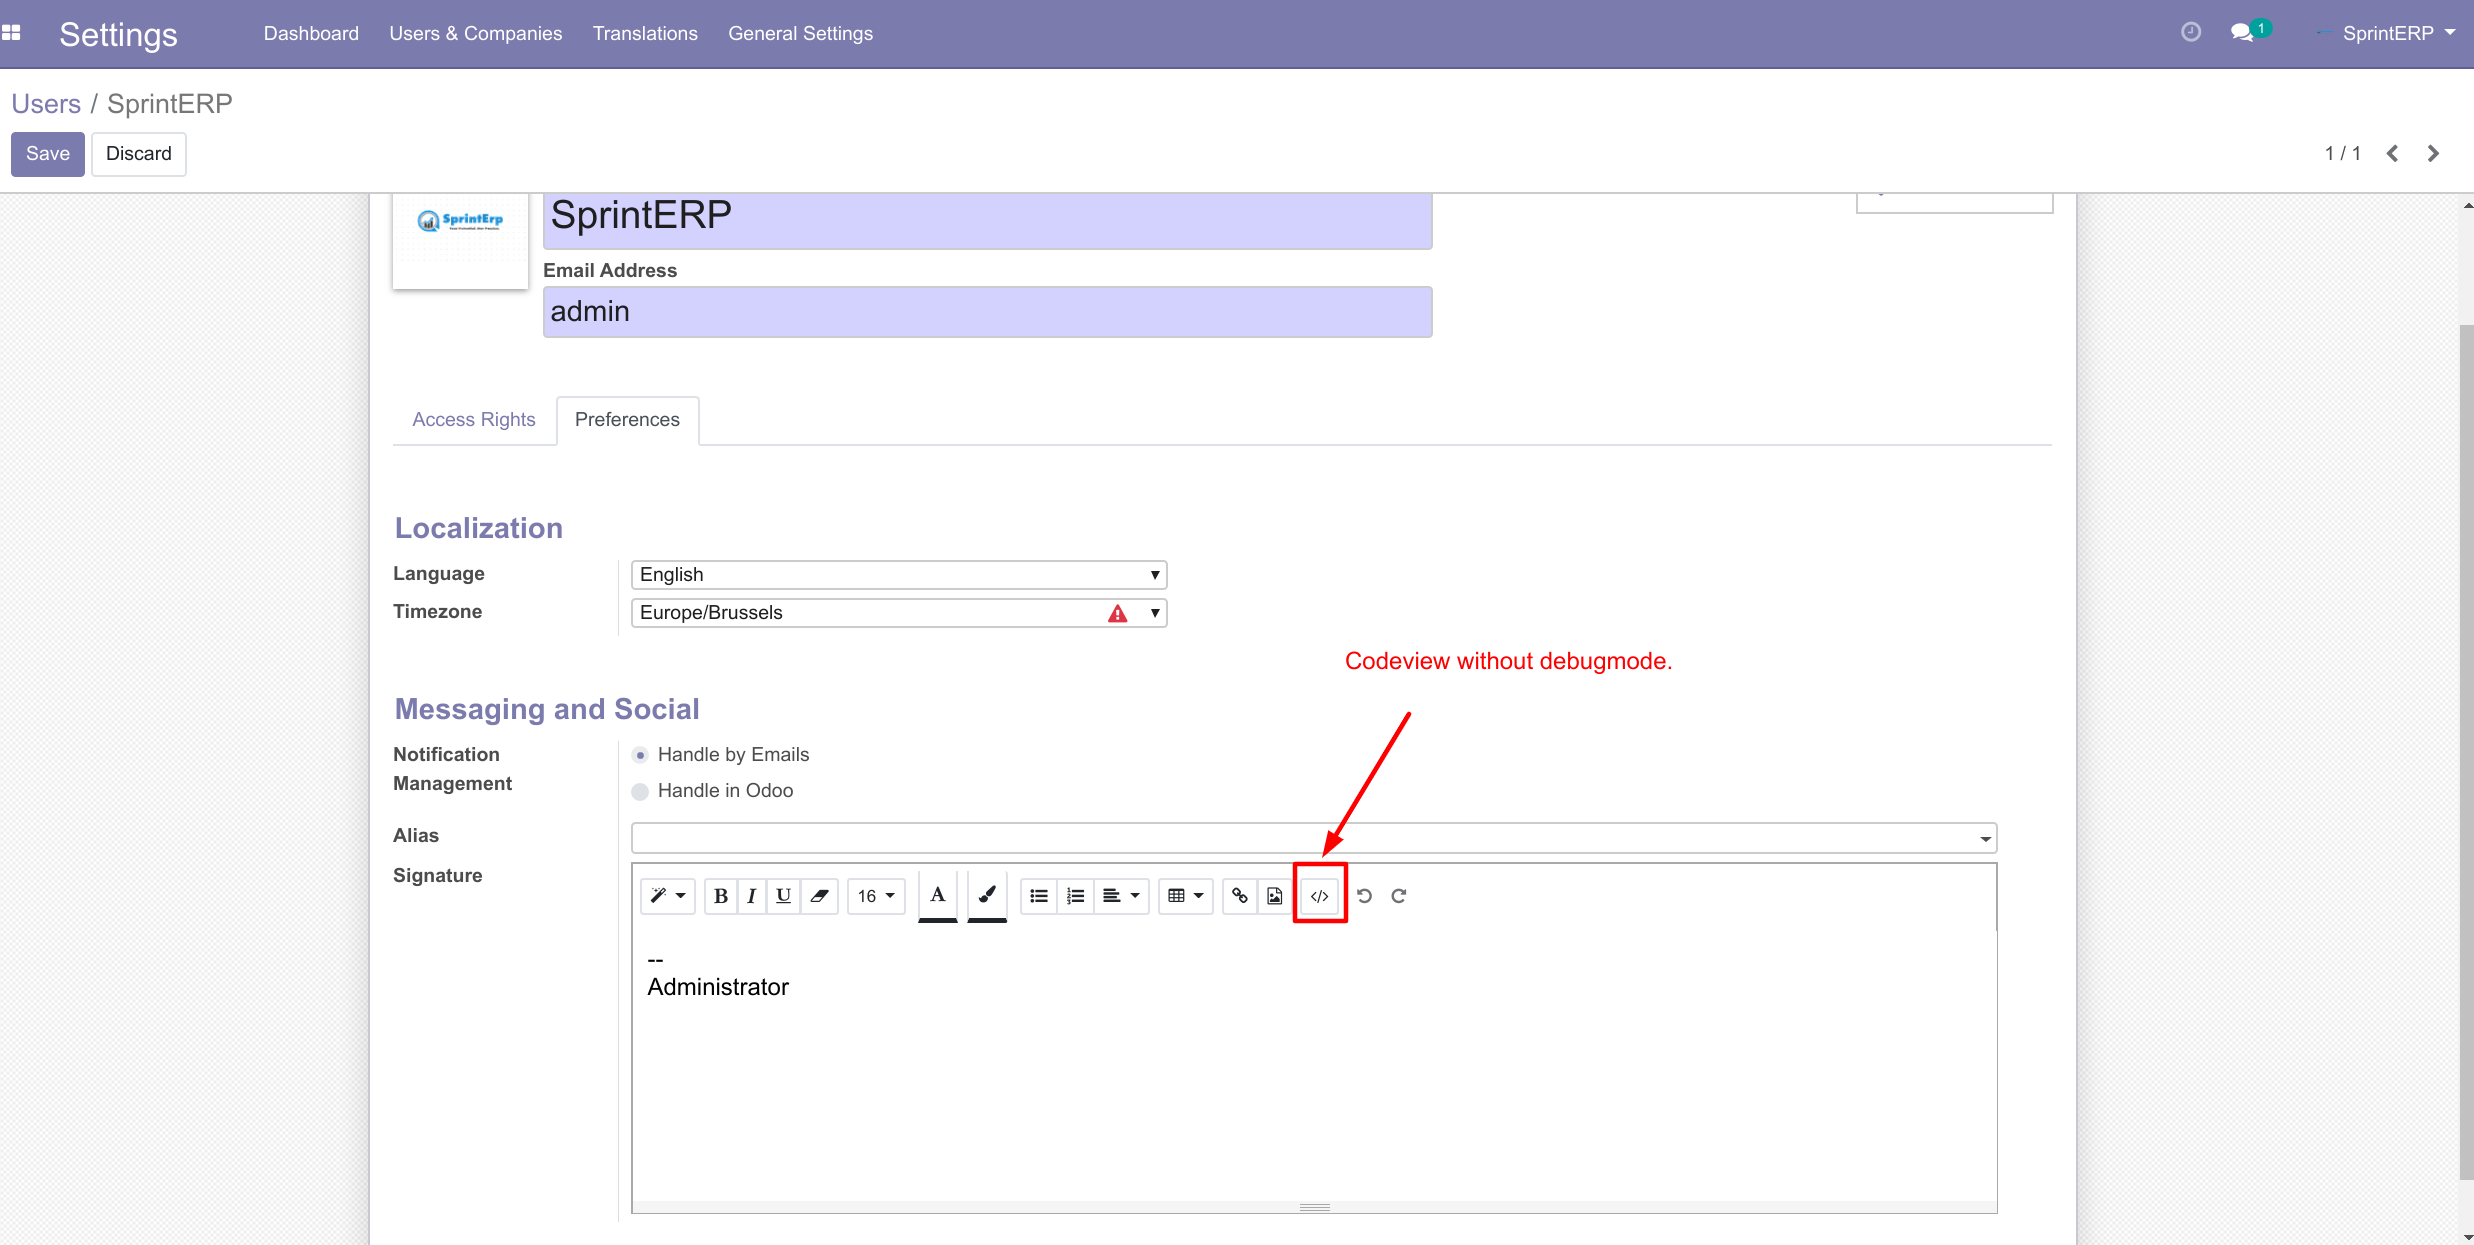 Settings
Dashboard
Users & Companies
Translations
General Settings
1
SprintERP
Users / SprintERP
Save
Discard
1 / 1
SprintErp
SprintERP
Email Address
admin
Access Rights
Preferences
Localization
Language
English
Timezone
Europe/Brussels
Codeview without debugmode.
Messaging and Social
Notification
Management
Handle by Emails
Handle in Odoo
Alias
Signature
B I U
16
A
</>
--
Administrator